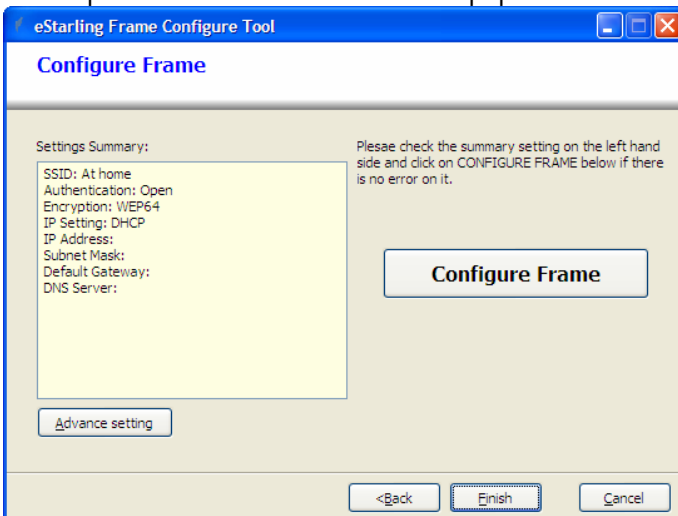 eStarling Frame Configure Tool
Configure Frame
Settings Summary:
SSID: At home
Authentication: Open
Encryption: WEP64
IP Setting: DHCP
IP Address:
Subnet Mask:
Default Gateway:
DNS Server:
Plesae check the summary setting on the left hand
side and click on CONFIGURE FRAME below if there
is no error on it.
Configure Frame
Advance setting
<Back
Finish
Cancel